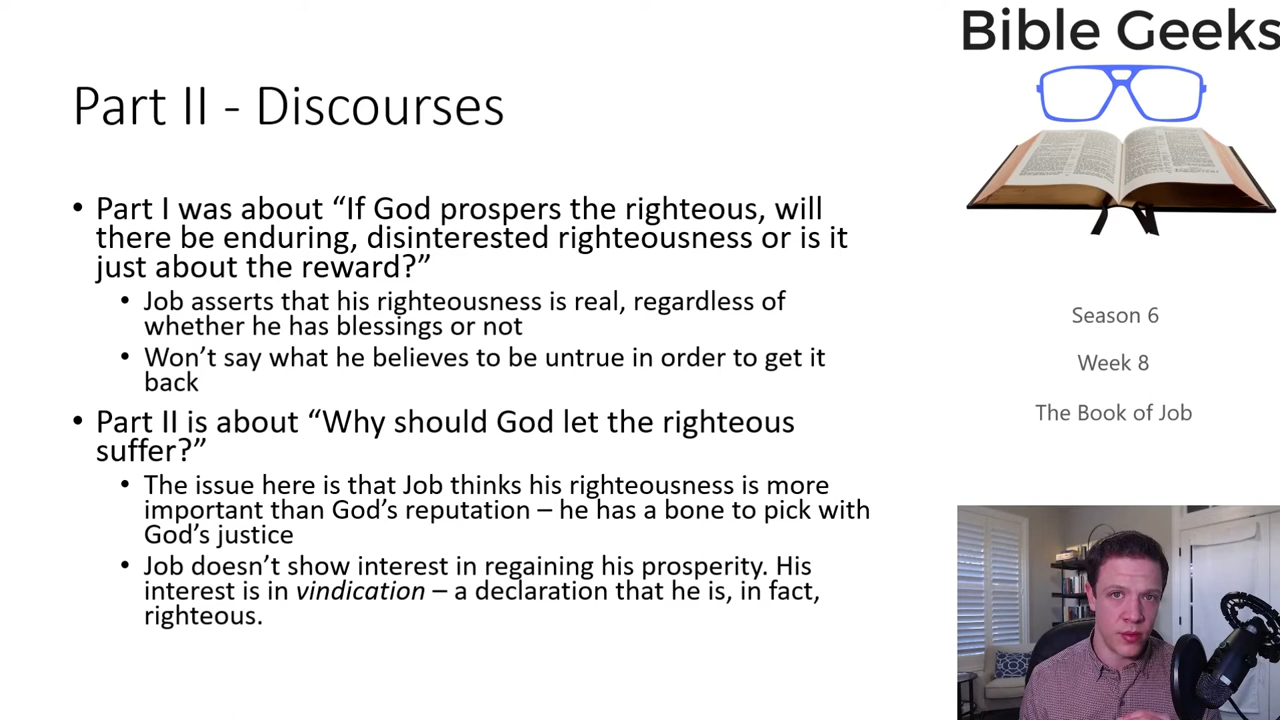 Bible Geeks
Part II - Discourses
• Part I was about “If God prospers the righteous, will
there be enduring, disinterested righteousness or is it
just about the reward?”
• Job asserts that his righteousness is real, regardless of
whether he has blessings or not
• Won’t say what he believes to be untrue in order to get it
back
• Part II is about “Why should God let the righteous
suffer?”
• The issue here is that Job thinks his righteousness is more
important than God’s reputation – he has a bone to pick with
God’s justice
• Job doesn’t show interest in regaining his prosperity. His
interest is in vindication – a declaration that he is, in fact,
righteous.
Season 6
Week 8
The Book of Job